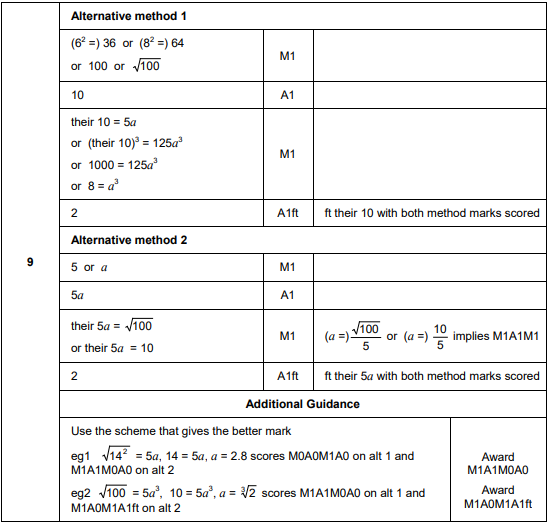 Alternative method 1
(6² =) 36 or (8² =) 64
or 100 or √100
M1
10
A1
their 10 = 5a
or (their 10)³ = 125a³
or 1000 = 125a³
or 8 = a³
M1
2
A1ft
ft their 10 with both method marks scored
9
Alternative method 2
5 or a
M1
5a
A1
their 5a = √100
or their 5a = 10
M1
(a =) √100/5 or (a =) 10/5 implies M1A1M1
2
A1ft
ft their 5a with both method marks scored
Additional Guidance
Use the scheme that gives the better mark
eg1 √14² = 5a, 14 = 5a, a = 2.8 scores M0A0M1A0 on alt 1 and
M1A1M0A0 on alt 2
Award
M1A1M0A0
eg2 √100 = 5a³, 10 = 5a³, a = ∛2 scores M1A1M0A0 on alt 1 and
M1A0M1A1ft on alt 2
Award
M1A0M1A1ft